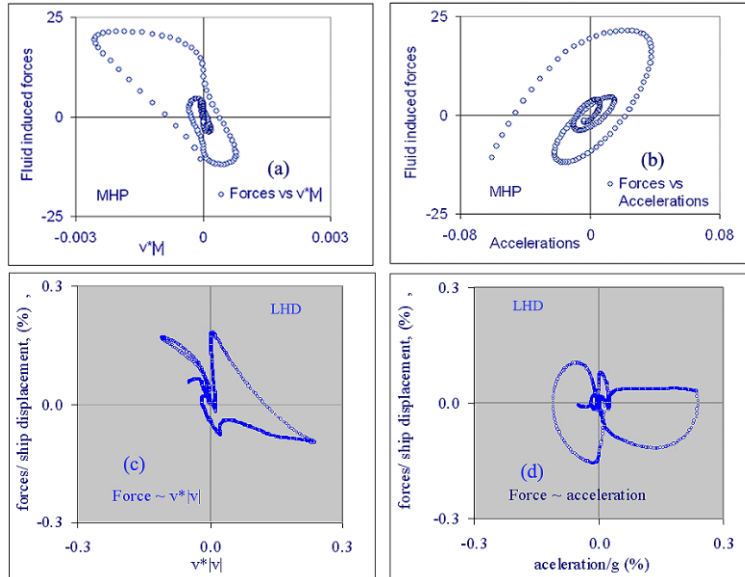 Fluid induced forces
25
0
-25
(a)
MHP
Forces vs v*|v|
-0.003
0
0.003
v*|v|
Fluid induced forces
25
0
-25
(b)
MHP
Forces vs
Accelerations
-0.08
Accelerations
0
0.08
forces/ ship displacement, (%) ,
0.3
0.0
-0.3
LHD
(c)
Force ~ v*|v|
-0.3
0.0
0.3
v*|v|
forces/ ship displacement, (%) ,
0.3
0.0
-0.3
LHD
(d)
Force ~ acceleration
-0.3
0.0
0.3
aceleration/g (%)